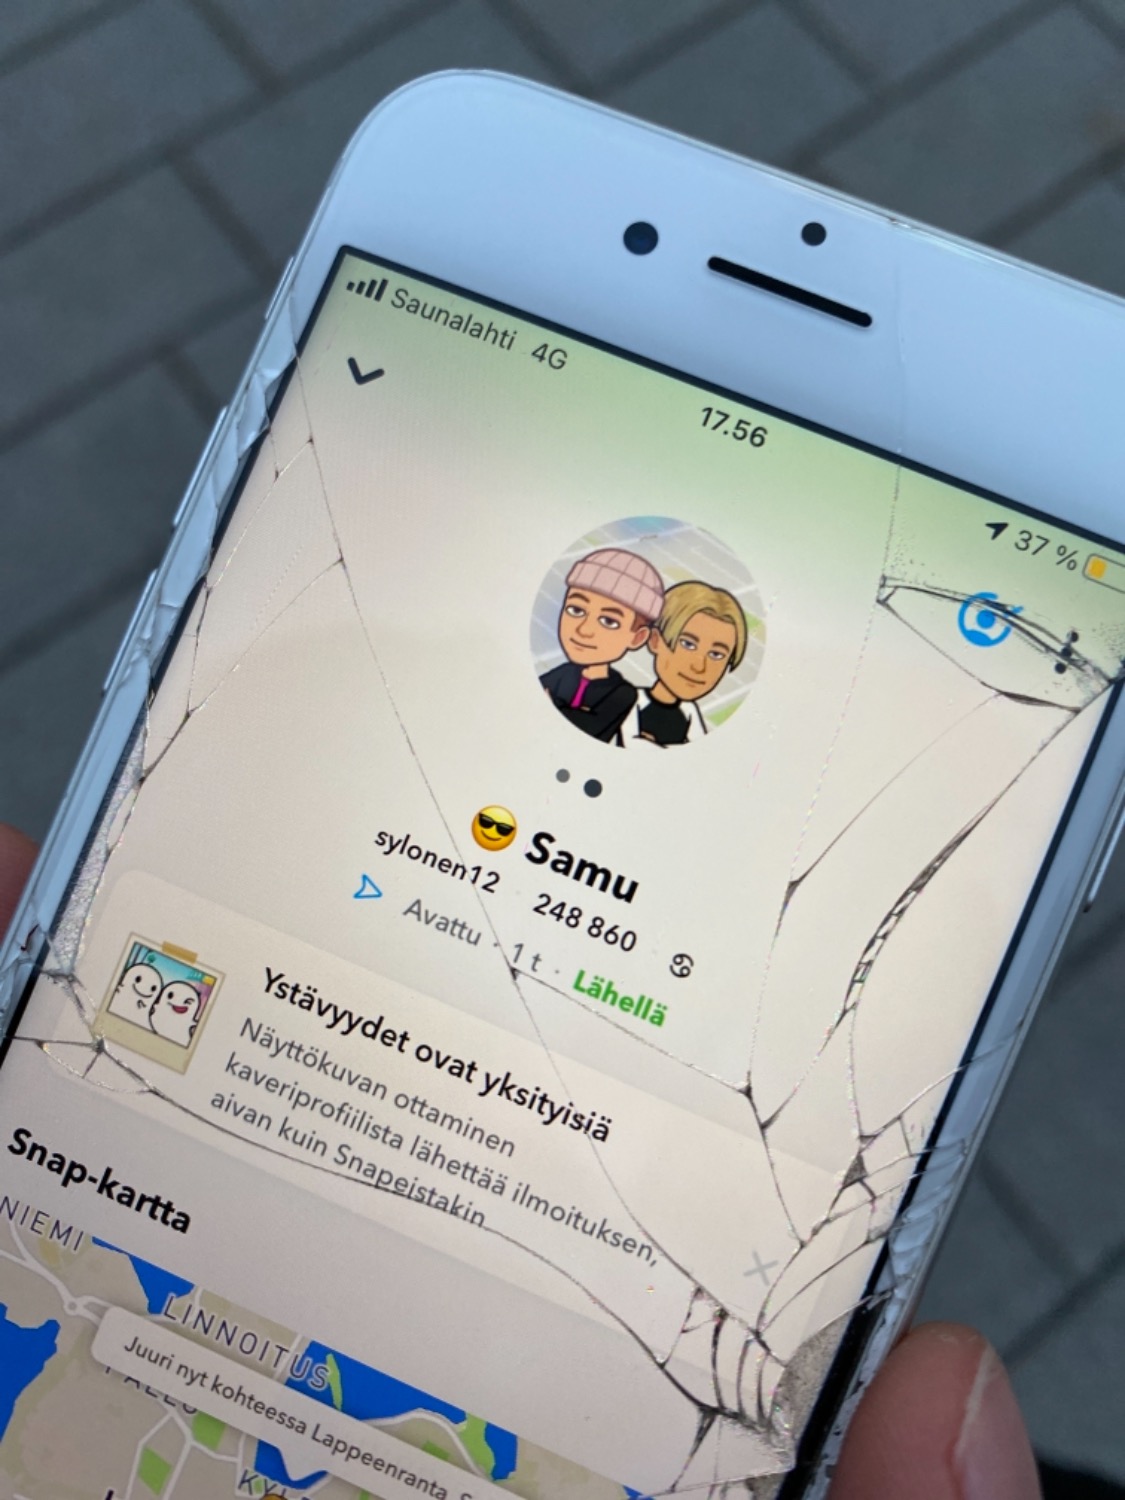 Saunalahti 4G
17.56
37 %
😎 Samu
sylonen12 248 860 ♋
Avattu · 1 t · Lähellä
Ystävyydet ovat yksityisiä
Näyttökuvan ottaminen
kaveriprofiilista lähettää ilmoituksen,
aivan kuin Snapeistakin
Snap-kartta
NIEMI
LINNOITUS
Juuri nyt kohteessa Lappeenranta